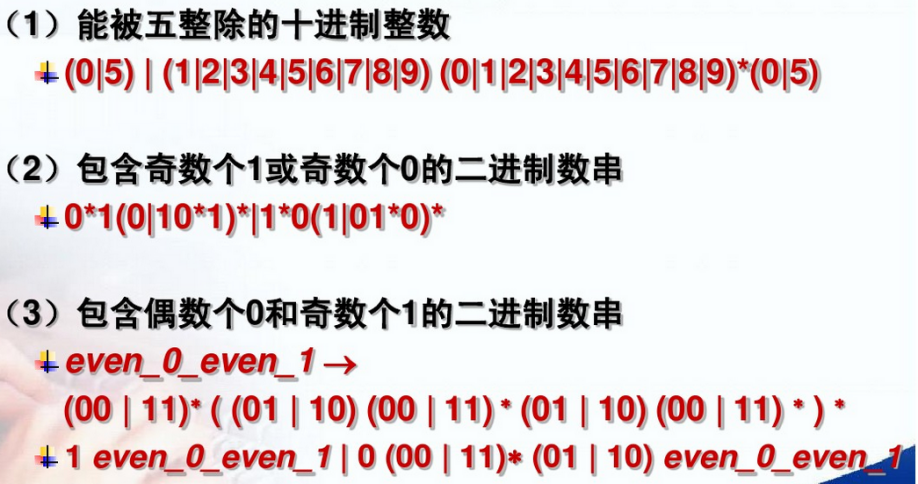 （1）能被五整除的十进制整数
(0|5) | (1|2|3|4|5|6|7|8|9) (0|1|2|3|4|5|6|7|8|9)*(0|5)
（2）包含奇数个1或奇数个0的二进制数串
0*1(0|10*1)*|1*0(1|01*0)*
（3）包含偶数个0和奇数个1的二进制数串
even_0_even_1 →
(00 | 11)* ( (01 | 10) (00 | 11) * (01 | 10) (00 | 11) * ) *
1 even_0_even_1 | 0 (00 | 11)* (01 | 10) even_0_even_1